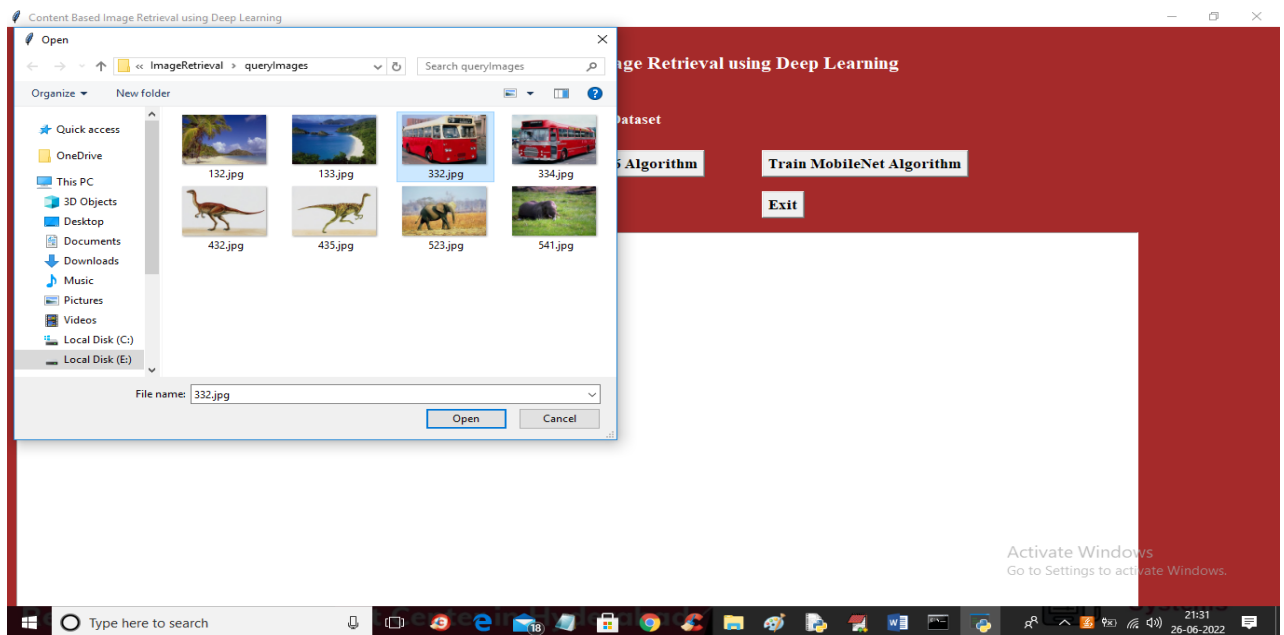 Content Based Image Retrieval using Deep Learning
Open
« ImageRetrieval > queryImages
Search queryImages
Organize
New folder
Quick access
OneDrive
This PC
3D Objects
Desktop
Documents
Downloads
Music
Pictures
Videos
Local Disk (C:)
Local Disk (E:)
132.jpg 133.jpg 332.jpg 334.jpg
432.jpg 435.jpg 523.jpg 541.jpg
File name: 332.jpg
Open Cancel
age Retrieval using Deep Learning
Dataset
Algorithm
Train MobileNet Algorithm
Exit
Activate Windows
Go to Settings to activate Windows.
Type here to search
18
21:31
26-06-2022